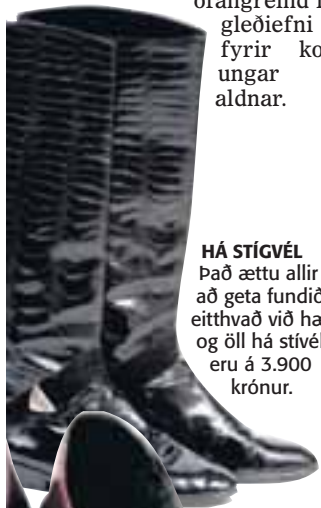 gleðiefni
fyrir
ungar
aldnar.
HÁ STÍGVÉL
Það ættu allir
að geta fundið
eitthvað við hæ
og öll há stívél
eru á 3.900
krónur.